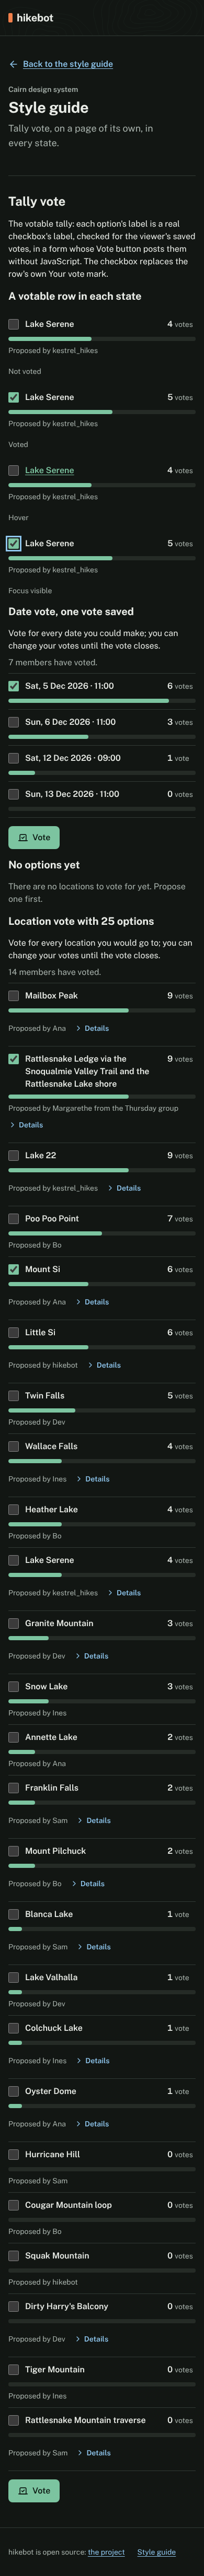 hikebot
Back to the style guide
Cairn design system
Style guide
Tally vote, on a page of its own, in
every state.
Tally vote
The votable tally: each option's label is a real
checkbox's label, checked for the viewer's saved
votes, in a form whose Vote button posts them
without JavaScript. The checkbox replaces the
row's own Your vote mark.
A votable row in each state
Lake Serene 4 votes
Proposed by kestrel_hikes
Not voted
Lake Serene 5 votes
Proposed by kestrel_hikes
Voted
Lake Serene 4 votes
Proposed by kestrel_hikes
Hover
Lake Serene 5 votes
Proposed by kestrel_hikes
Focus visible
Date vote, one vote saved
Vote for every date you could make; you can
change your votes until the vote closes.
7 members have voted.
Sat, 5 Dec 2026 · 11:00 6 votes
Sun, 6 Dec 2026 · 11:00 3 votes
Sat, 12 Dec 2026 · 09:00 1 vote
Sun, 13 Dec 2026 · 11:00 0 votes
Vote
No options yet
There are no locations to vote for yet. Propose
one first.
Location vote with 25 options
Vote for every location you would go to; you can
change your votes until the vote closes.
14 members have voted.
Mailbox Peak 9 votes
Proposed by Ana Details
Rattlesnake Ledge via the 9 votes
Snoqualmie Valley Trail and the
Rattlesnake Lake shore
Proposed by Margarethe from the Thursday group
Details
Lake 22 9 votes
Proposed by kestrel_hikes Details
Poo Poo Point 7 votes
Proposed by Bo
Mount Si 6 votes
Proposed by Ana Details
Little Si 6 votes
Proposed by hikebot Details
Twin Falls 5 votes
Proposed by Dev
Wallace Falls 4 votes
Proposed by Ines Details
Heather Lake 4 votes
Proposed by Bo
Lake Serene 4 votes
Proposed by kestrel_hikes Details
Granite Mountain 3 votes
Proposed by Dev Details
Snow Lake 3 votes
Proposed by Ines
Annette Lake 2 votes
Proposed by Ana
Franklin Falls 2 votes
Proposed by Sam Details
Mount Pilchuck 2 votes
Proposed by Bo Details
Blanca Lake 1 vote
Proposed by Sam Details
Lake Valhalla 1 vote
Proposed by Dev
Colchuck Lake 1 vote
Proposed by Ines Details
Oyster Dome 1 vote
Proposed by Ana Details
Hurricane Hill 0 votes
Proposed by Sam
Cougar Mountain loop 0 votes
Proposed by Bo
Squak Mountain 0 votes
Proposed by hikebot
Dirty Harry's Balcony 0 votes
Proposed by Dev Details
Tiger Mountain 0 votes
Proposed by Ines
Rattlesnake Mountain traverse 0 votes
Proposed by Sam Details
Vote
hikebot is open source: the project Style guide